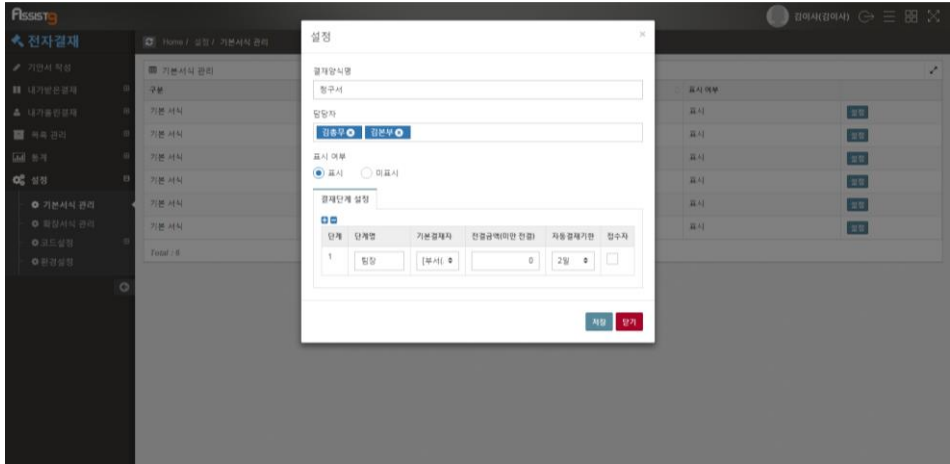 Assist9
김이사(김이사)
전자결재
Home / 설정 / 기본서식 관리
기안서 작성
내가받은결재
내가올린결재
목록 관리
통계
설정
기본서식 관리
확장서식 관리
코드설정
환경설정
기본서식 관리
구분
표시 여부
기본 서식
표시
설정
기본 서식
표시
설정
기본 서식
표시
설정
기본 서식
표시
설정
기본 서식
표시
설정
기본 서식
표시
설정
Total : 6
설정
×
결재양식명
청구서
담당자
김총무 김본부
표시 여부
표시 미표시
결재단계 설정
단계 단계명 기본결재자 전결금액(미만 전결) 자동결재기한 접수자
1 팀장 [부서(. 0 2일
저장 닫기